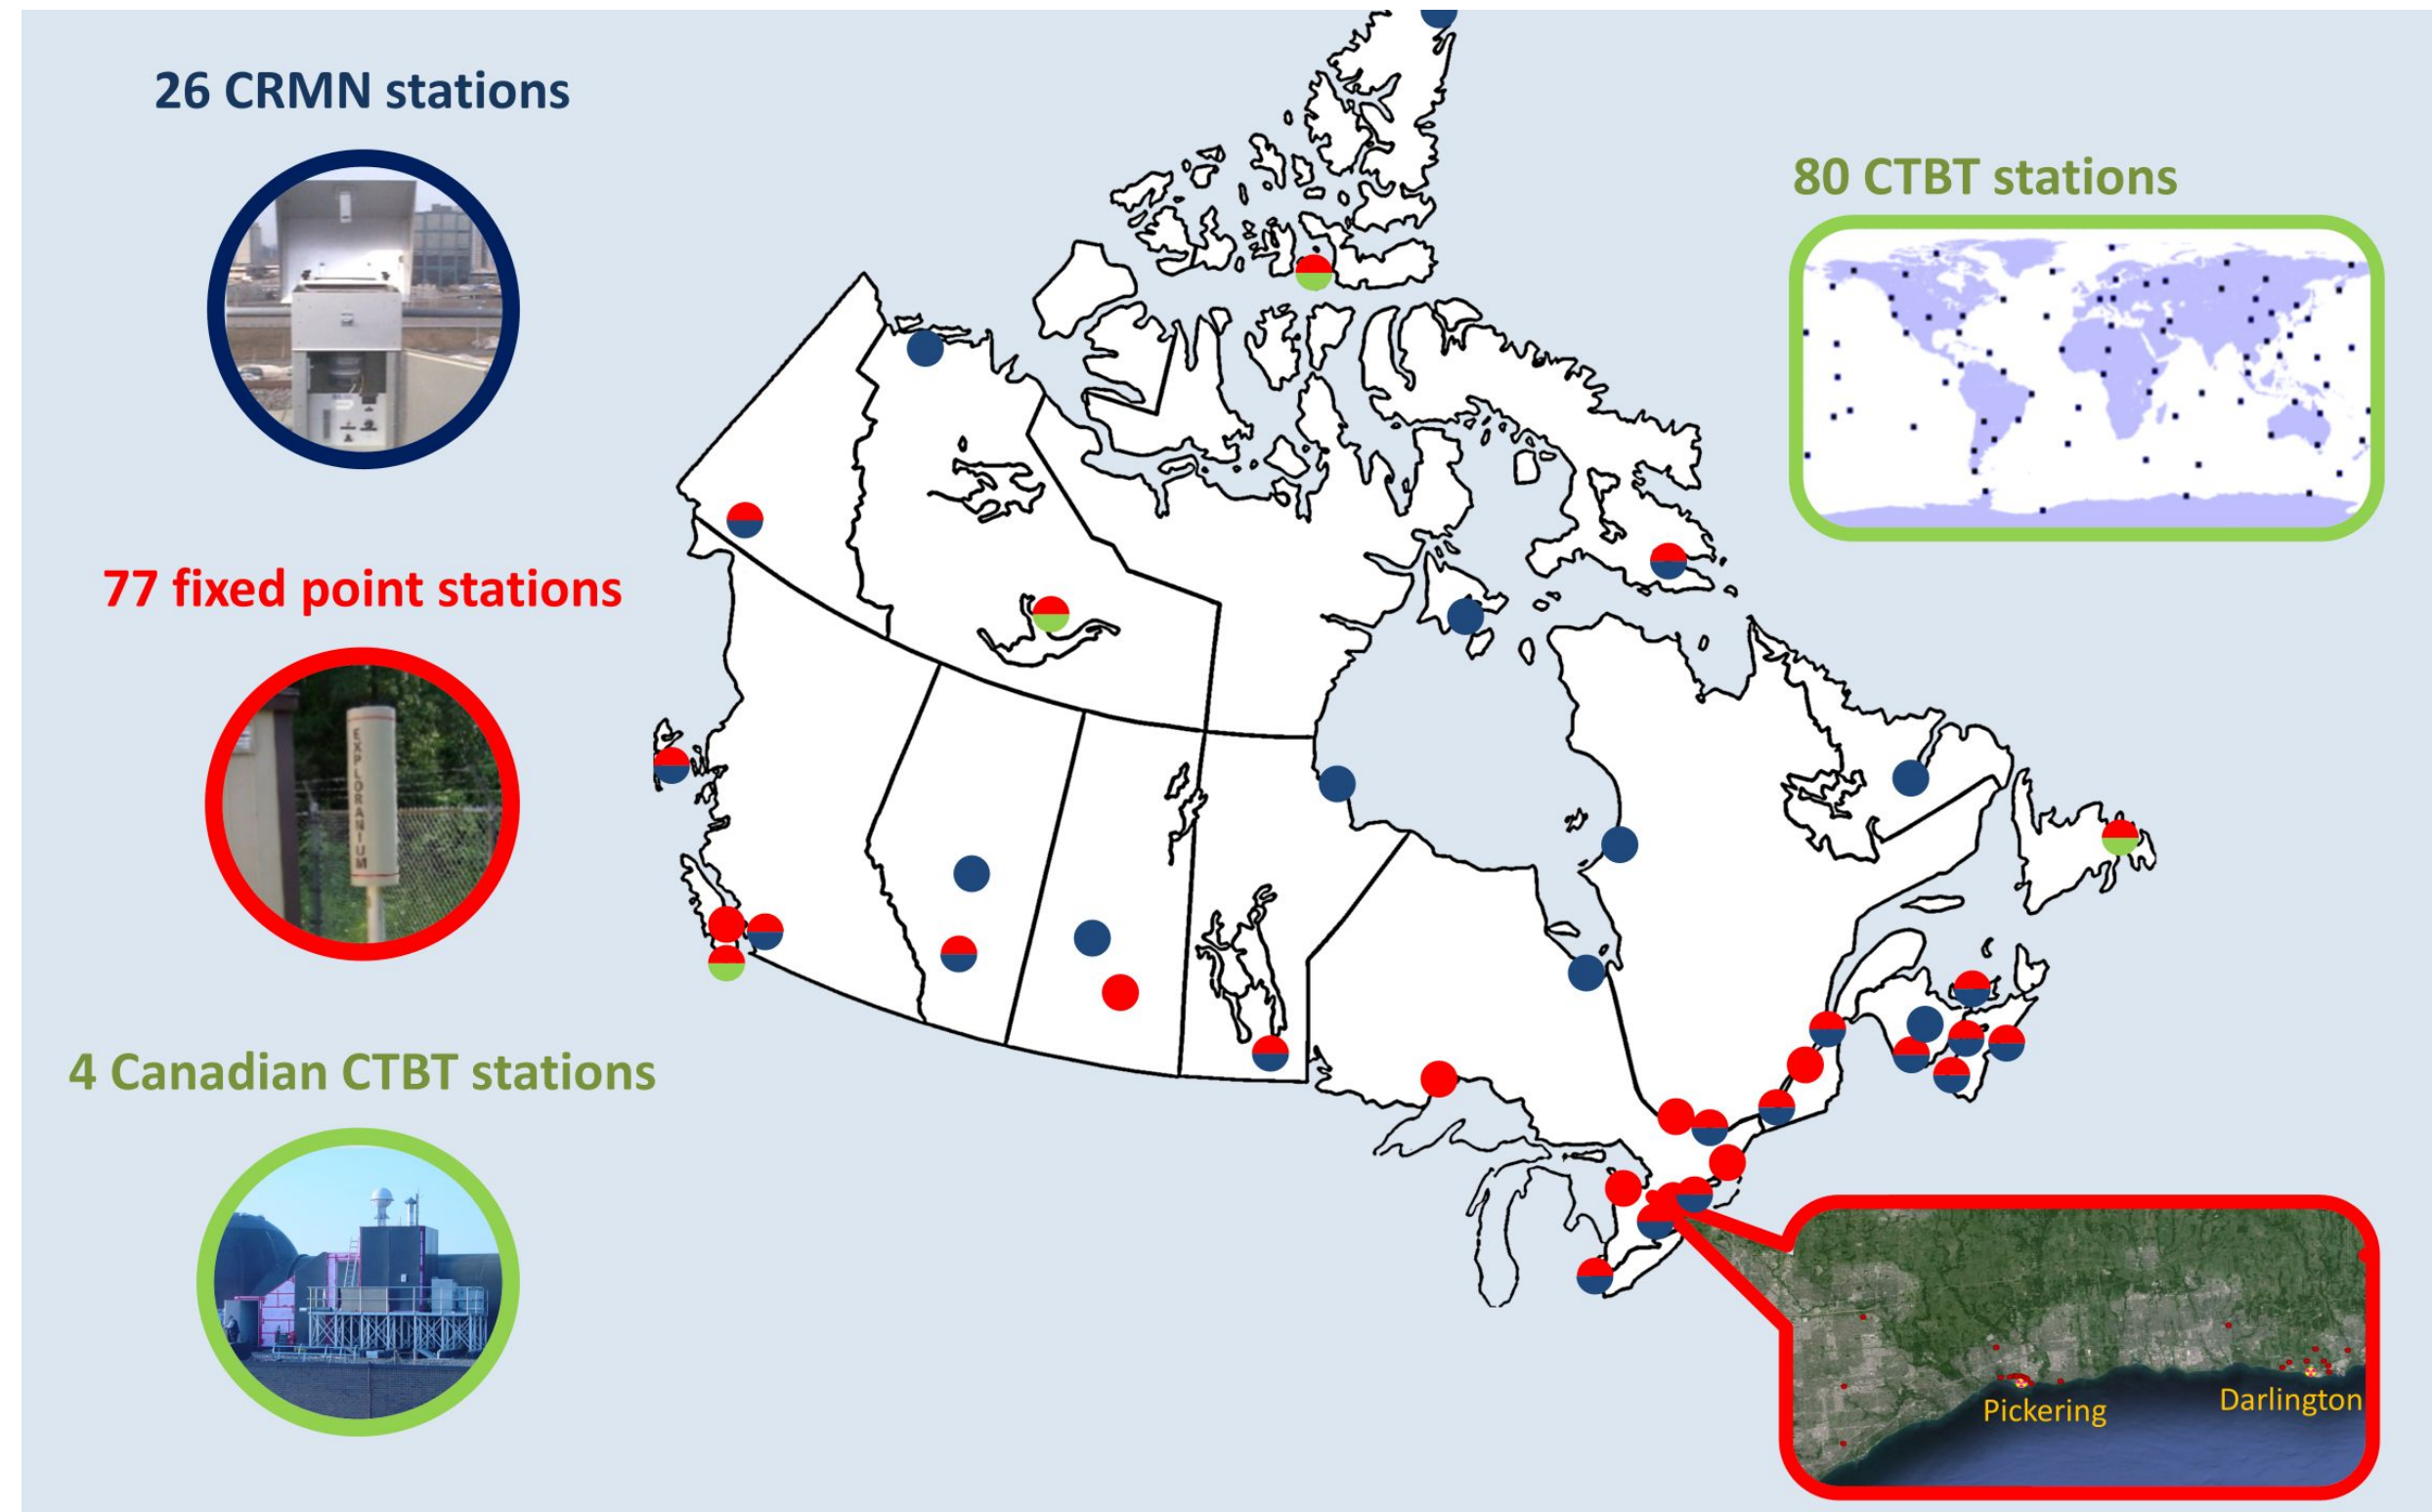 26 CRMN stations
80 CTBT stations
77 fixed point stations
EXPLORANIUM
4 Canadian CTBT stations
Pickering
Darlington